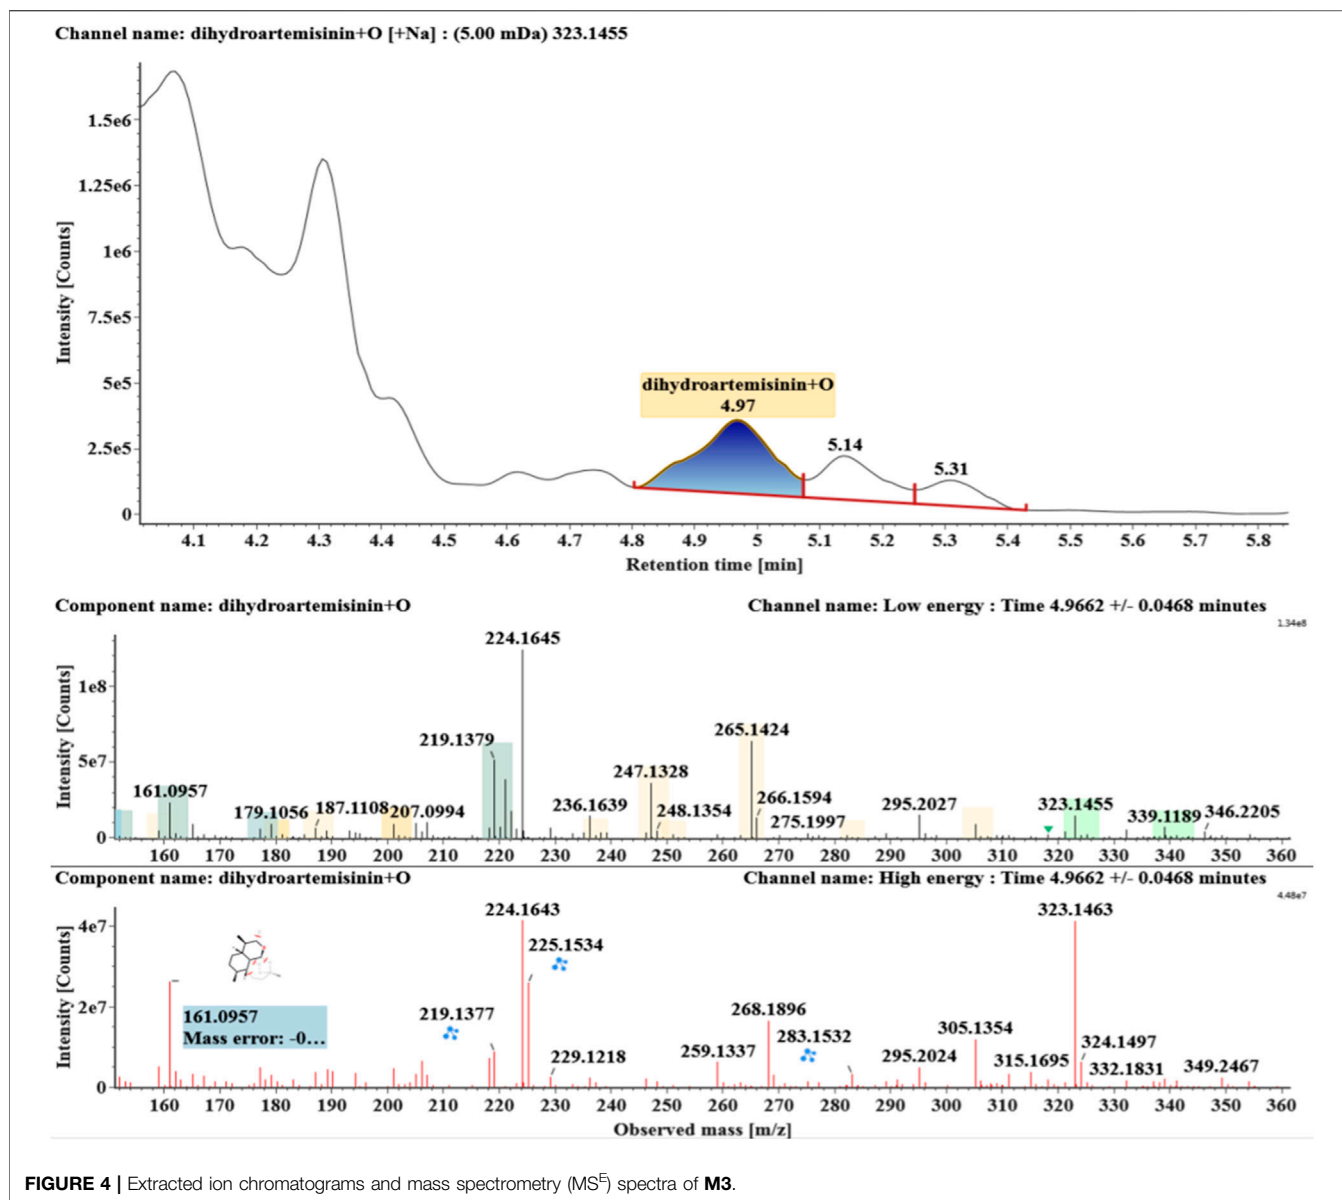 Channel name: dihydroartemisinin+O [+Na] : (5.00 mDa) 323.1455
Intensity [Counts]
1.5e6
1.25e6
1e6
7.5e5
5e5
2.5e5
0
dihydroartemisinin+O
4.97
5.14
5.31
4.1 4.2 4.3 4.4 4.5 4.6 4.7 4.8 4.9 5 5.1 5.2 5.3 5.4 5.5 5.6 5.7 5.8
Retention time [min]
Component name: dihydroartemisinin+O Channel name: Low energy : Time 4.9662 +/- 0.0468 minutes
1.34e8
Intensity [Counts]
1e8
5e7
0
161.0957
179.1056
187.1108
207.0994
219.1379
224.1645
236.1639
247.1328
248.1354
265.1424
266.1594
275.1997
295.2027
323.1455
339.1189
346.2205
160 170 180 190 200 210 220 230 240 250 260 270 280 290 300 310 320 330 340 350 360
Component name: dihydroartemisinin+O Channel name: High energy : Time 4.9662 +/- 0.0468 minutes
4.48e7
Intensity [Counts]
4e7
2e7
0
161.0957
Mass error: -0...
219.1377
224.1643
225.1534
229.1218
259.1337
268.1896
283.1532
295.2024
305.1354
315.1695
323.1463
324.1497
332.1831
349.2467
160 170 180 190 200 210 220 230 240 250 260 270 280 290 300 310 320 330 340 350 360
Observed mass [m/z]
FIGURE 4 | Extracted ion chromatograms and mass spectrometry (MSᴱ) spectra of M3.